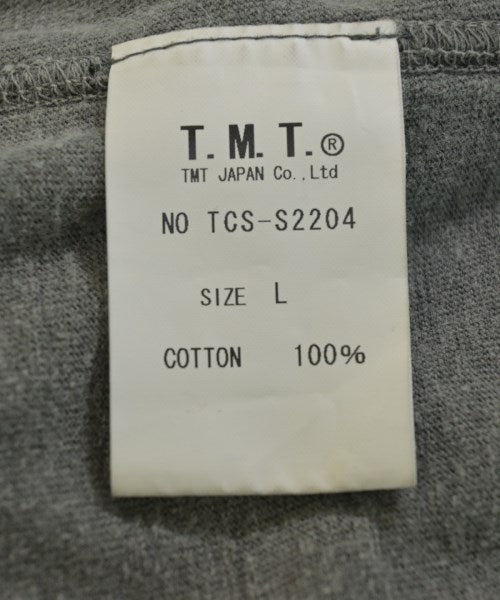 T.M.T.®
TMT JAPAN Co.,Ltd
NO TCS-S2204
SIZE L
COTTON 100%